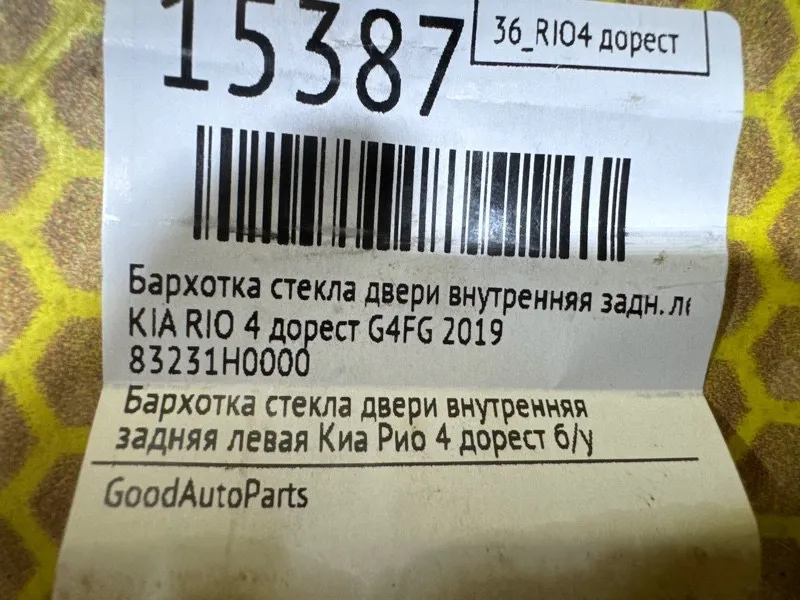 15387
36_RIO4 дорест
Бархотка стекла двери внутренняя задн. ле
KIA RIO 4 дорест G4FG 2019
83231H0000
Бархотка стекла двери внутренняя
задняя левая Киа Рио 4 дорест б/у
GoodAutoParts